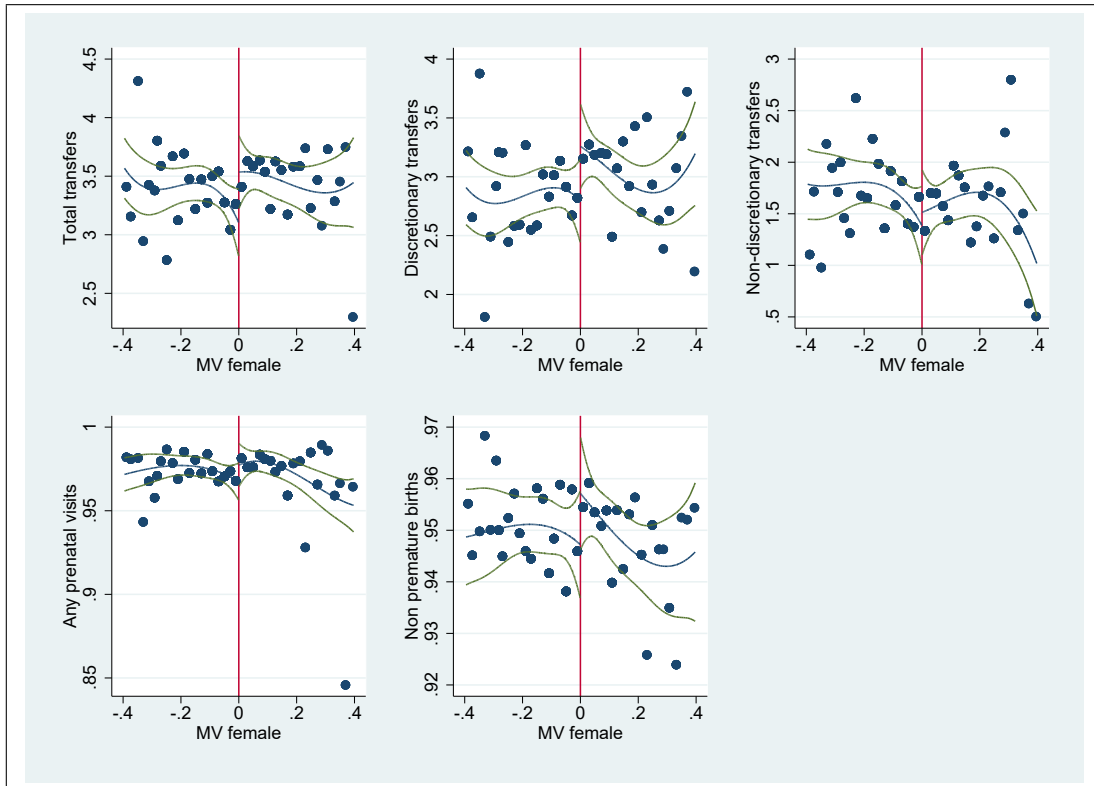 Total transfers
4.5
4
3.5
3
2.5
-.4 -.2 0 .2 .4
MV female
Discretionary transfers
4
3.5
3
2.5
2
-.4 -.2 0 .2 .4
MV female
Non-discretionary transfers
3
2.5
2
1.5
1
.5
-.4 -.2 0 .2 .4
MV female
Any prenatal visits
1
.95
.9
.85
-.4 -.2 0 .2 .4
MV female
Non premature births
.97
.96
.95
.94
.93
.92
-.4 -.2 0 .2 .4
MV female